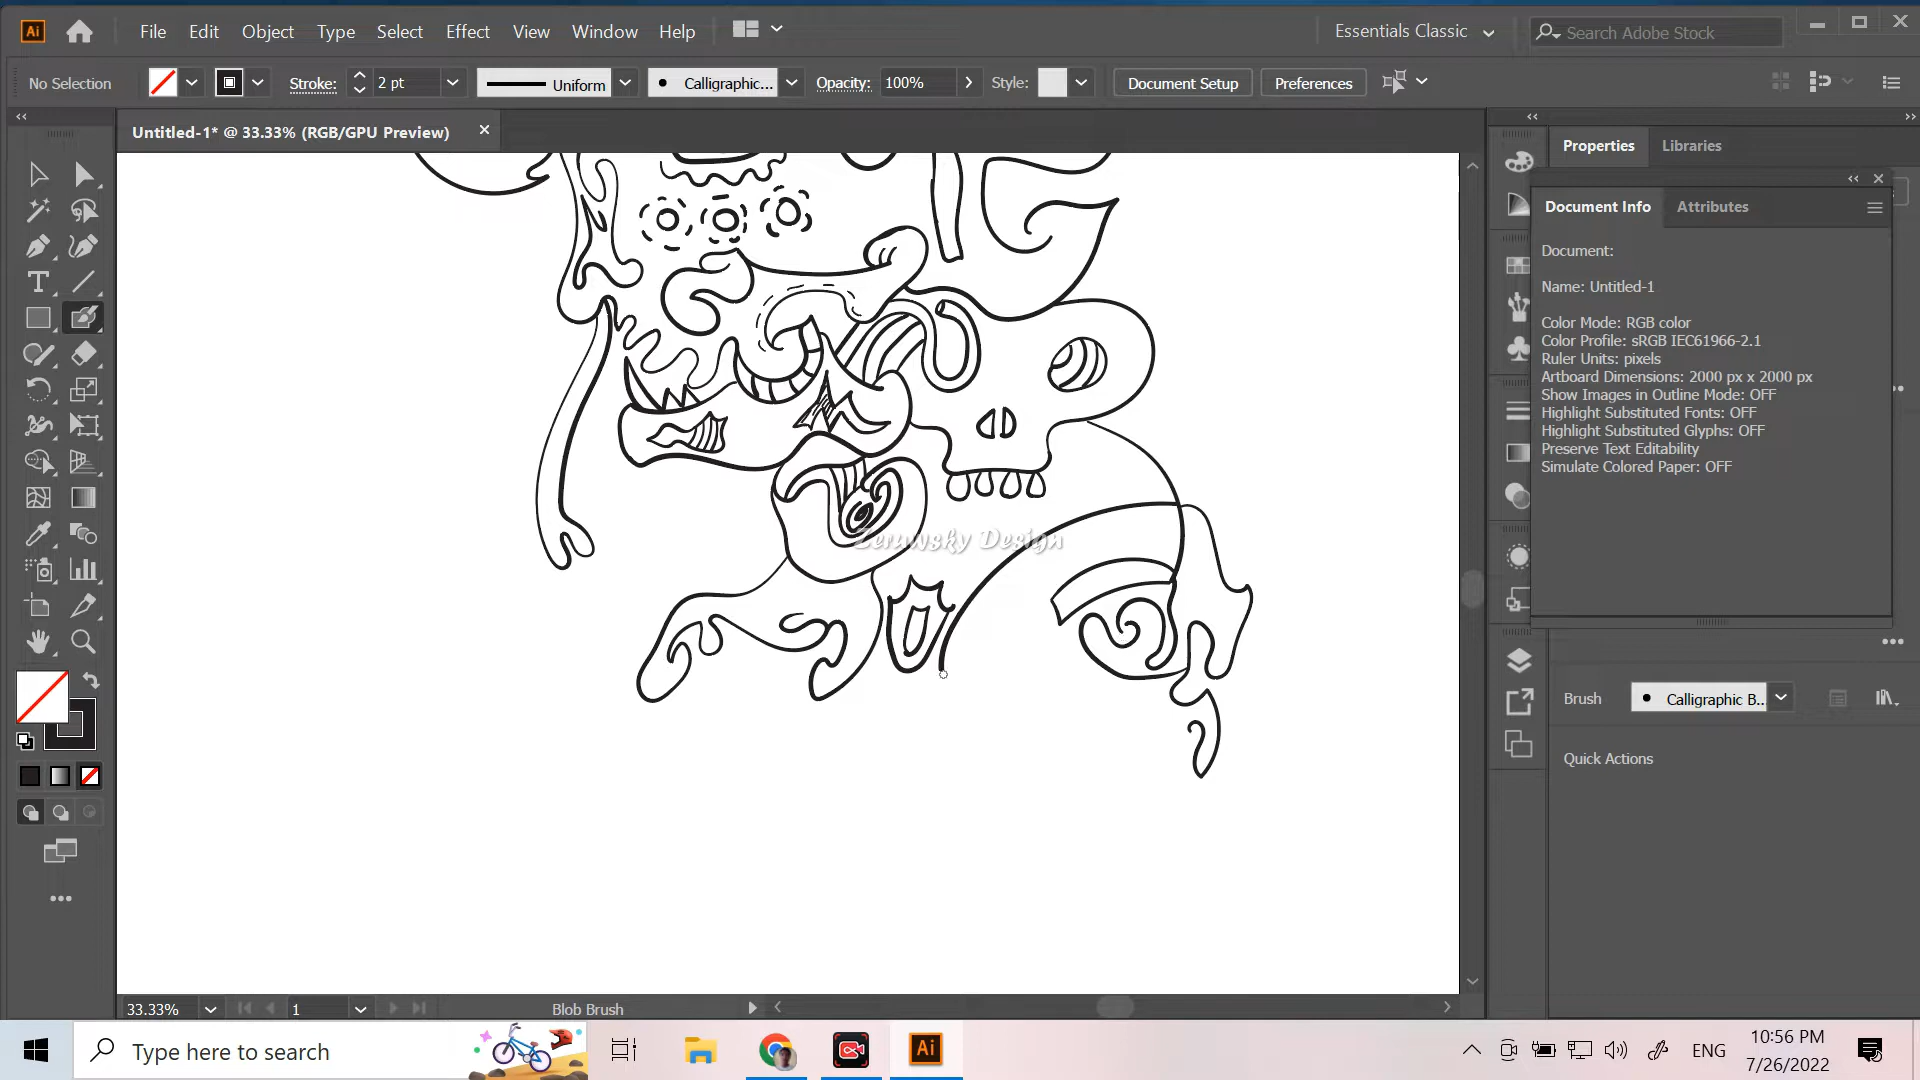 Ai File Edit Object Type Select Effect View Window Help Essentials Classic Search Adobe Stock
No Selection Stroke: 2 pt Uniform Calligraphic... Opacity: 100% Style: Document Setup Preferences
Untitled-1* @ 33.33% (RGB/GPU Preview)
Properties Libraries
Document Info Attributes
Document:
Name: Untitled-1
Color Mode: RGB color
Color Profile: sRGB IEC61966-2.1
Ruler Units: pixels
Artboard Dimensions: 2000 px x 2000 px
Show Images in Outline Mode: OFF
Highlight Substituted Fonts: OFF
Highlight Substituted Glyphs: OFF
Preserve Text Editability
Simulate Colored Paper: OFF
Zeruwsky Design
Brush Calligraphic B...
Quick Actions
33.33% 1 Blob Brush
Type here to search
Ai
ENG
10:56 PM
7/26/2022